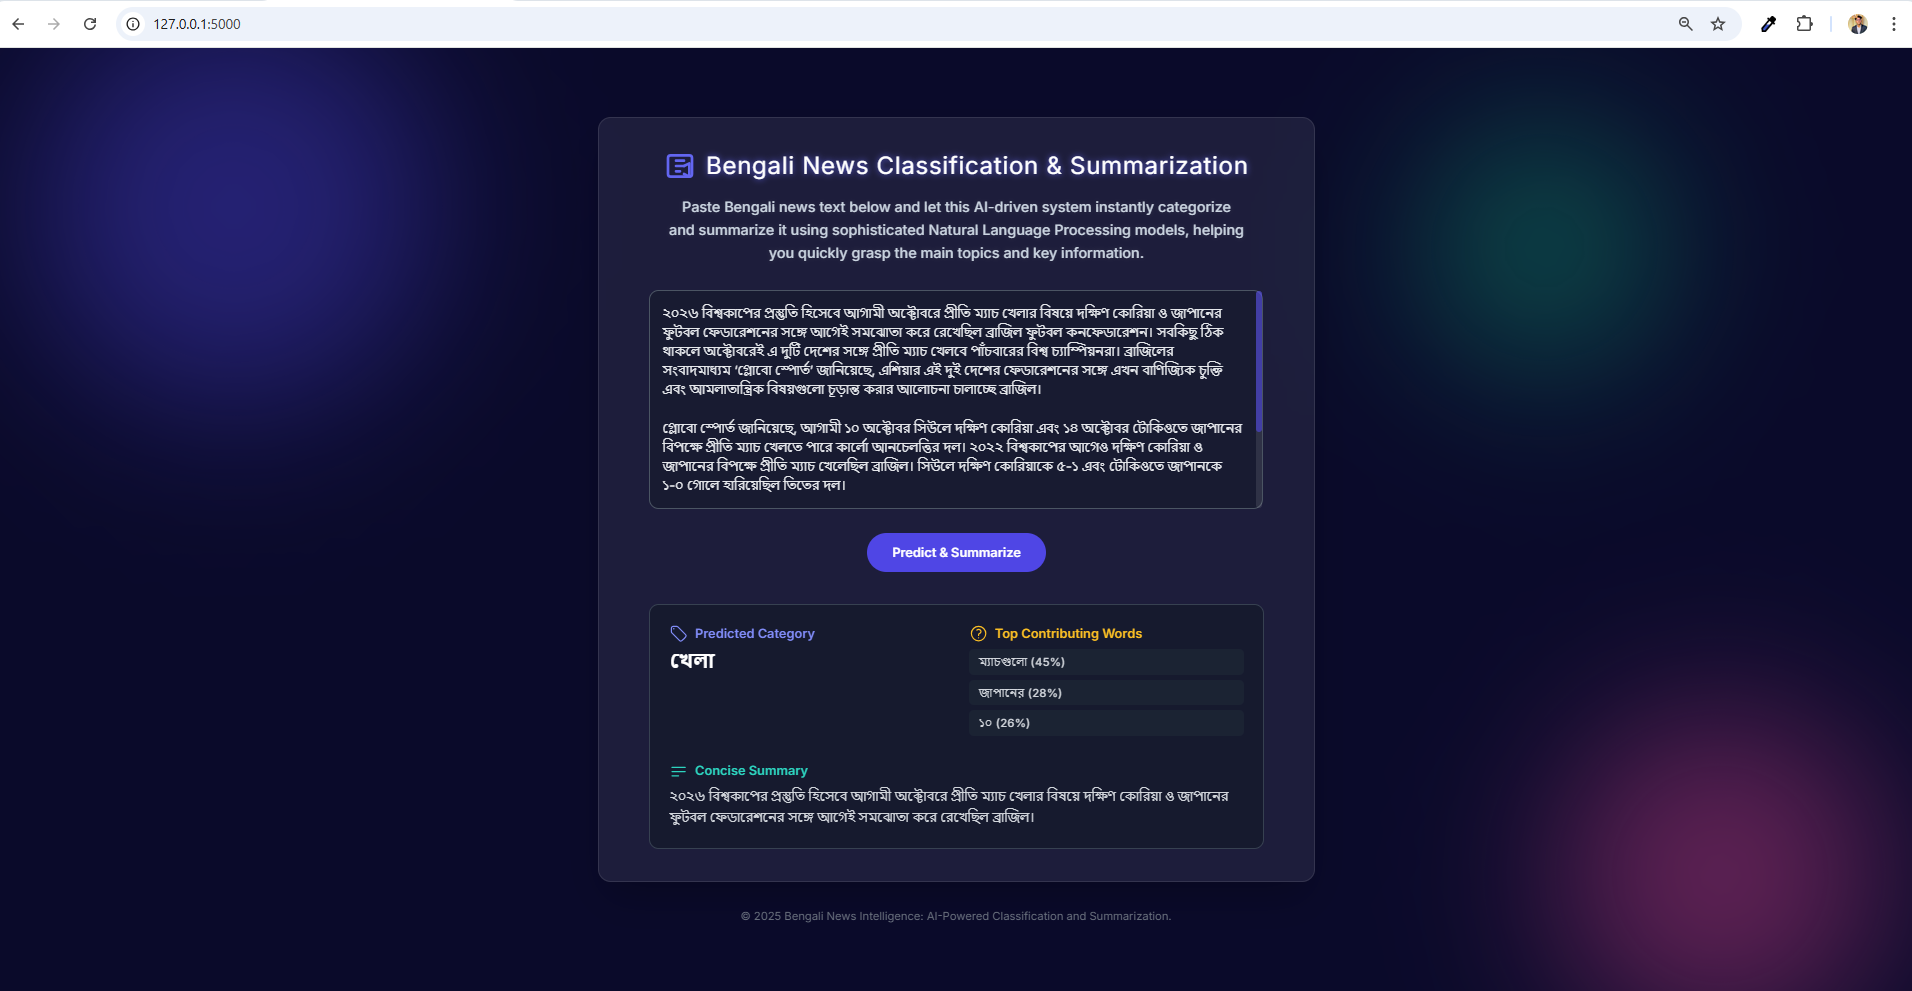 127.0.0.1:5000
Bengali News Classification & Summarization
Paste Bengali news text below and let this AI-driven system instantly categorize
and summarize it using sophisticated Natural Language Processing models, helping
you quickly grasp the main topics and key information.
২০২৬ বিশ্বকাপের প্রস্তুতি হিসেবে আগামী অক্টোবরে প্রীতি ম্যাচ খেলার বিষয়ে দক্ষিণ কোরিয়া ও জাপানের
ফুটবল ফেডারেশনের সঙ্গে আগেই সমঝোতা করে রেখেছিল ব্রাজিল ফুটবল কনফেডারেশন। সবকিছু ঠিক
থাকলে অক্টোবরেই এ দুটি দেশের সঙ্গে প্রীতি ম্যাচ খেলবে পাঁচবারের বিশ্ব চ্যাম্পিয়নরা। ব্রাজিলের
সংবাদমাধ্যম ‘গ্লোবো স্পোর্ত’ জানিয়েছে, এশিয়ার এই দুই দেশের ফেডারেশনের সঙ্গে এখন বাণিজ্যিক চুক্তি
এবং আমলাতান্ত্রিক বিষয়গুলো চূড়ান্ত করার আলোচনা চালাচ্ছে ব্রাজিল।
গ্লোবো স্পোর্ত জানিয়েছে, আগামী ১০ অক্টোবর সিউলে দক্ষিণ কোরিয়া এবং ১৪ অক্টোবর টোকিওতে জাপানের
বিপক্ষে প্রীতি ম্যাচ খেলতে পারে কার্লো আনচেলত্তির দল। ২০২২ বিশ্বকাপের আগেও দক্ষিণ কোরিয়া ও
জাপানের বিপক্ষে প্রীতি ম্যাচ খেলেছিল ব্রাজিল। সিউলে দক্ষিণ কোরিয়াকে ৫-১ এবং টোকিওতে জাপানকে
১-০ গোলে হারিয়েছিল তিতের দল।
Predict & Summarize
Predicted Category
খেলা
Top Contributing Words
ম্যাচগুলো (45%)
জাপানের (28%)
১০ (26%)
Concise Summary
২০২৬ বিশ্বকাপের প্রস্তুতি হিসেবে আগামী অক্টোবরে প্রীতি ম্যাচ খেলার বিষয়ে দক্ষিণ কোরিয়া ও জাপানের
ফুটবল ফেডারেশনের সঙ্গে আগেই সমঝোতা করে রেখেছিল ব্রাজিল।
© 2025 Bengali News Intelligence: AI-Powered Classification and Summarization.